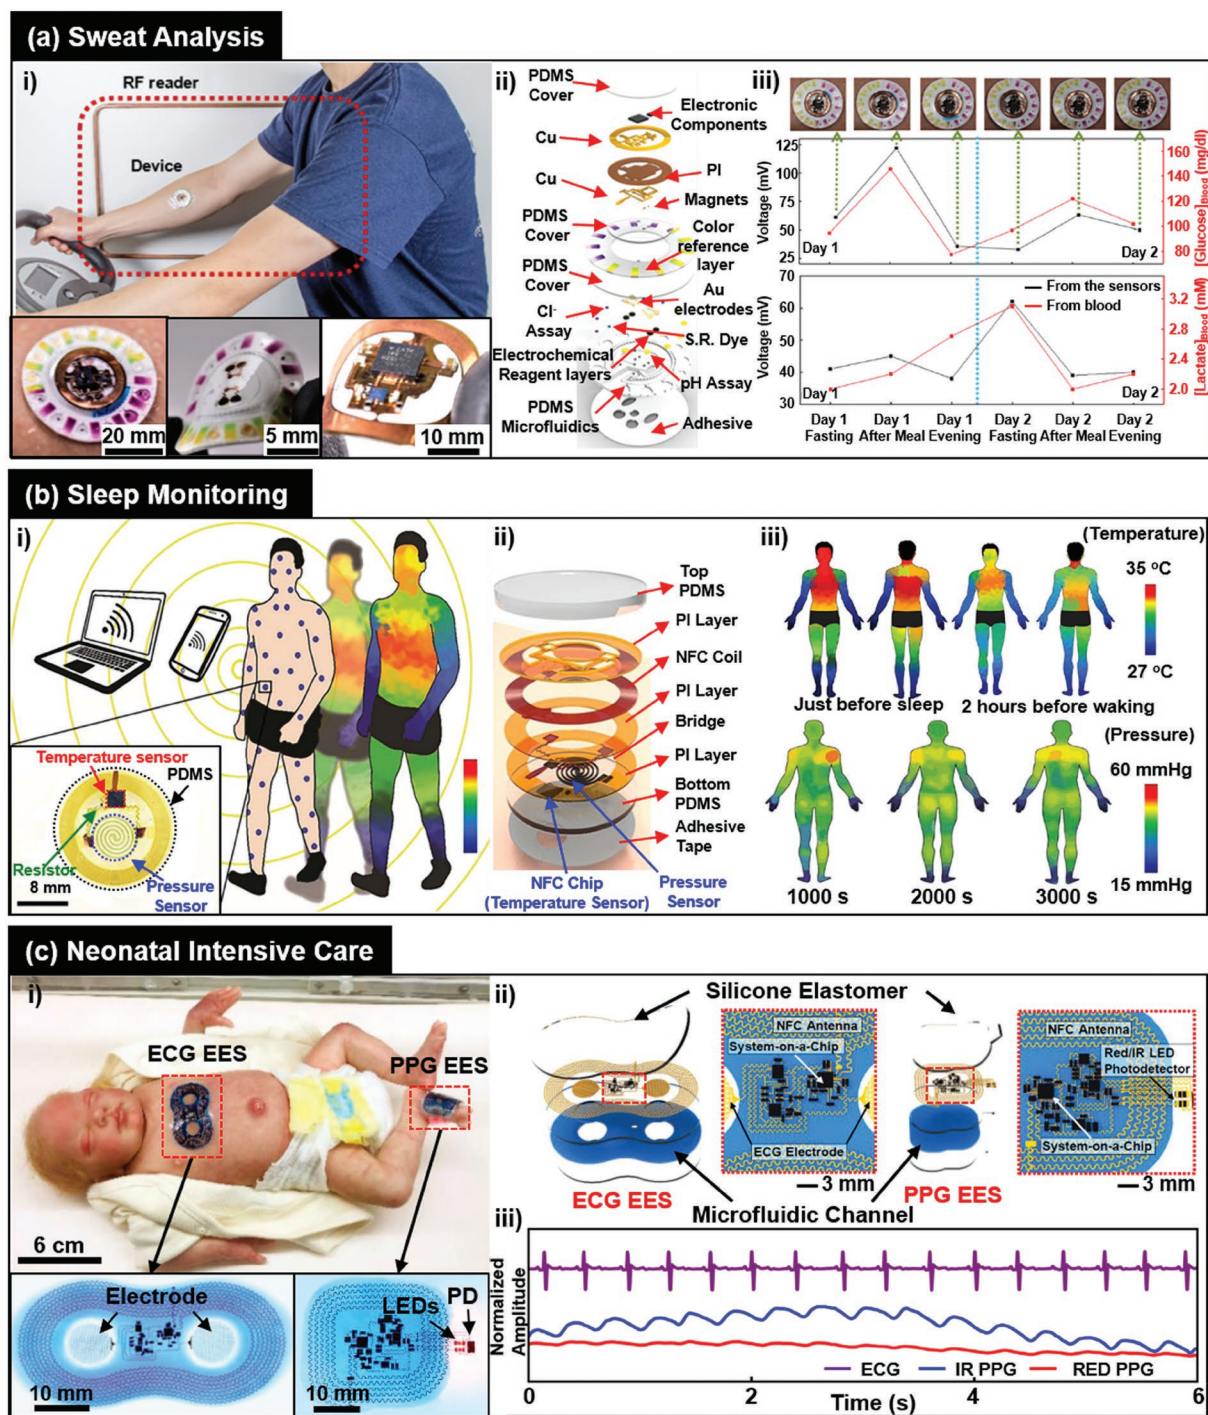 (a) Sweat Analysis
i)
RF reader
Device
20 mm
5 mm
10 mm
ii)
PDMS
Cover
Electronic
Components
Cu
PI
Cu
Magnets
PDMS
Cover
Color
reference
layer
PDMS
Cover
Au
electrodes
Cl-
Assay
S.R. Dye
Electrochemical
Reagent layers
pH Assay
PDMS
Microfluidics
Adhesive
iii)
Voltage (mV)
125
100
75
50
25
Day 1
Day 2
160
140
120
100
80
[Glucose]Blood (mg/dl)
Voltage (mV)
70
60
50
40
30
From the sensors
From blood
Day 1
Day 2
3.2
2.8
2.4
2.0
[Lactate]Blood (mM)
Day 1 Day 1 Day 1 Day 2 Day 2 Day 2
Fasting After Meal Evening Fasting After Meal Evening
(b) Sleep Monitoring
i)
Temperature sensor
PDMS
Resistor
8 mm
Pressure
Sensor
ii)
Top
PDMS
PI Layer
NFC Coil
PI Layer
Bridge
PI Layer
Bottom
PDMS
Adhesive
Tape
NFC Chip
(Temperature Sensor)
Pressure
Sensor
iii)
(Temperature)
35 °C
27 °C
Just before sleep
2 hours before waking
(Pressure)
60 mmHg
15 mmHg
1000 s
2000 s
3000 s
(c) Neonatal Intensive Care
i)
ECG EES
PPG EES
6 cm
Electrode
10 mm
LEDs
PD
10 mm
ii)
Silicone Elastomer
NFC Antenna
System-on-a-Chip
ECG Electrode
3 mm
ECG EES
NFC Antenna
Red/IR LED
Photodetector
System-on-a-Chip
3 mm
PPG EES
Microfluidic Channel
iii)
Normalized
Amplitude
ECG
IR PPG
RED PPG
0
2
4
6
Time (s)